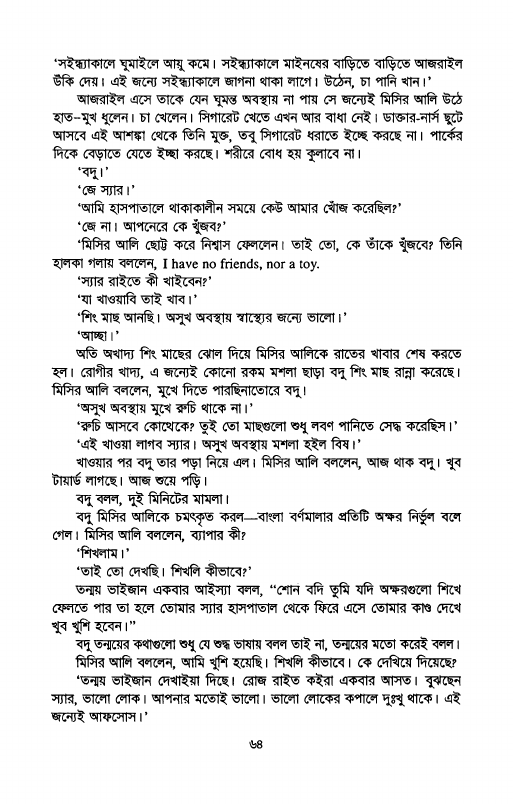 ‘সইন্ধ্যাকালে ঘুমাইলে আয়ু কমে। সইন্ধ্যাকালে মাইনষের বাড়িতে বাড়িতে আজরাইল
উঁকি দেয়। এই জন্যে সইন্ধ্যাকালে জাগনা থাকা লাগে। উঠেন, চা পানি খান।’
আজরাইল এসে তাকে যেন ঘুমন্ত অবস্থায় না পায় সে জন্যেই মিসির আলি উঠে
হাত-মুখ ধুলেন। চা খেলেন। সিগারেট খেতে এখন আর বাধা নেই। ডাক্তার-নার্স ছুটে
আসবে এই আশঙ্কা থেকে তিনি মুক্ত, তবু সিগারেট ধরাতে ইচ্ছে করছে না। পার্কের
দিকে বেড়াতে যেতে ইচ্ছা করছে। শরীরে বোধ হয় কুলাবে না।
‘বদু।’
‘জে স্যার।’
‘আমি হাসপাতালে থাকাকালীন সময়ে কেউ আমার খোঁজ করেছিল?’
‘জে না। আপনেরে কে খুঁজব?’
‘মিসির আলি ছোট্ট করে নিশ্বাস ফেললেন। তাই তো, কে তাঁকে খুঁজবে? তিনি
হালকা গলায় বললেন, I have no friends, nor a toy.
‘স্যার রাইতে কী খাইবেন?’
‘যা খাওয়াবি তাই খাব।’
‘শিং মাছ আনছি। অসুখ অবস্থায় স্বাস্থ্যের জন্যে ভালো।’
‘আচ্ছা।’
অতি অখাদ্য শিং মাছের ঝোল দিয়ে মিসির আলিকে রাতের খাবার শেষ করতে
হল। রোগীর খাদ্য, এ জন্যেই কোনো রকম মশলা ছাড়া বদু শিং মাছ রান্না করেছে।
মিসির আলি বললেন, মুখে দিতে পারছিনাতোরে বদু।
‘অসুখ অবস্থায় মুখে রুচি থাকে না।’
‘রুচি আসবে কোত্থেকে? তুই তো মাছগুলো শুধু লবণ পানিতে সেদ্ধ করেছিস।’
‘এই খাওয়া লাগব স্যার। অসুখ অবস্থায় মশলা হইল বিষ।’
খাওয়ার পর বদু তার পড়া নিয়ে এল। মিসির আলি বললেন, আজ থাক বদু। খুব
টায়ার্ড লাগছে। আজ শুয়ে পড়ি।
বদু বলল, দুই মিনিটের মামলা।
বদু মিসির আলিকে চমৎকৃত করল—বাংলা বর্ণমালার প্রতিটি অক্ষর নির্ভুল বলে
গেল। মিসির আলি বললেন, ব্যাপার কী?
‘শিখলাম।’
‘তাই তো দেখছি। শিখলি কীভাবে?’
তন্ময় ভাইজান একবার আইস্যা বলল, “শোন বদি তুমি যদি অক্ষরগুলো শিখে
ফেলতে পার তা হলে তোমার স্যার হাসপাতাল থেকে ফিরে এসে তোমার কাণ্ড দেখে
খুব খুশি হবেন।”
বদু তন্ময়ের কথাগুলো শুধু যে শুদ্ধ ভাষায় বলল তাই না, তন্ময়ের মতো করেই বলল।
মিসির আলি বললেন, আমি খুশি হয়েছি। শিখলি কীভাবে। কে দেখিয়ে দিয়েছে?
‘তন্ময় ভাইজান দেখাইয়া দিছে। রোজ রাইত কইরা একবার আসত। বুঝছেন
স্যার, ভালো লোক। আপনার মতোই ভালো। ভালো লোকের কপালে দুঃখু থাকে। এই
জন্যেই আফসোস।’
৬৪